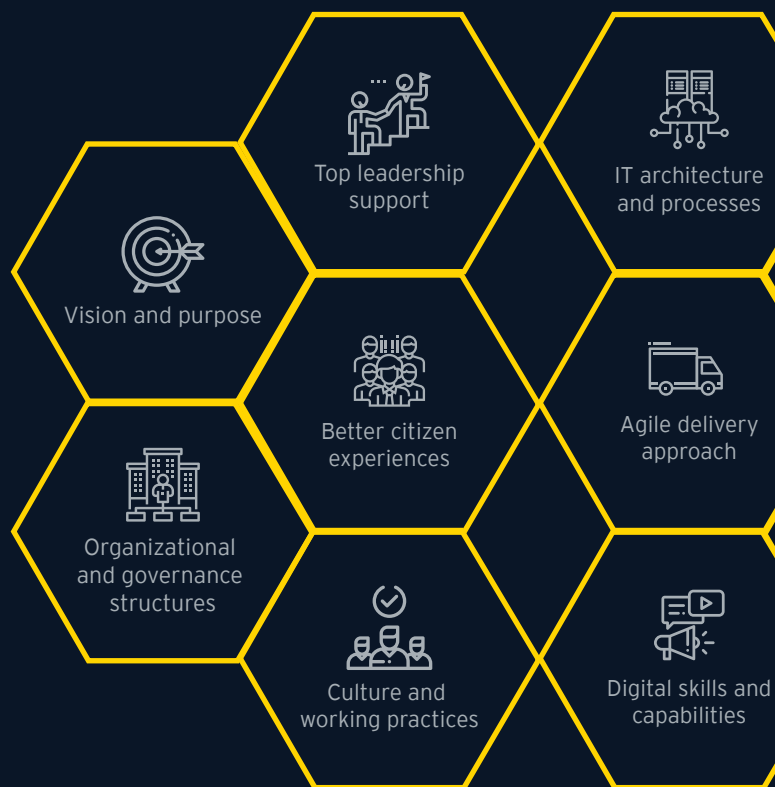 Top leadership
support
IT architecture
and processes
Vision and purpose
Better citizen
experiences
Agile delivery
approach
Organizational
and governance
structures
Culture and
working practices
Digital skills and
capabilities